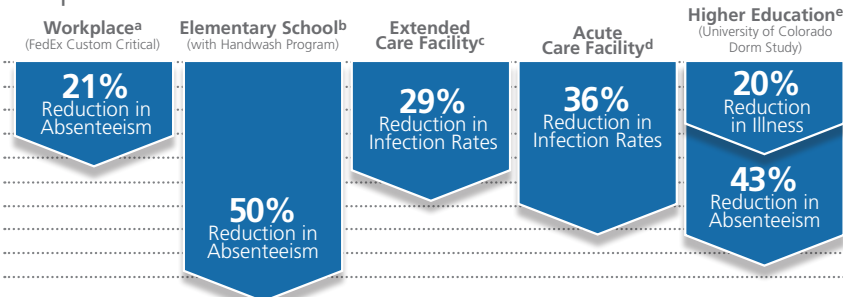 Workplacea
(FedEx Custom Critical)
21%
Reduction in
Absenteeism
Elementary Schoolb
(with Handwash Program)
50%
Reduction in
Absenteeism
Extended
Care Facilityc
29%
Reduction in
Infection Rates
Acute
Care Facilityd
36%
Reduction in
Infection Rates
Higher Educatione
(University of Colorado
Dorm Study)
20%
Reduction
in Illness
43%
Reduction in
Absenteeism